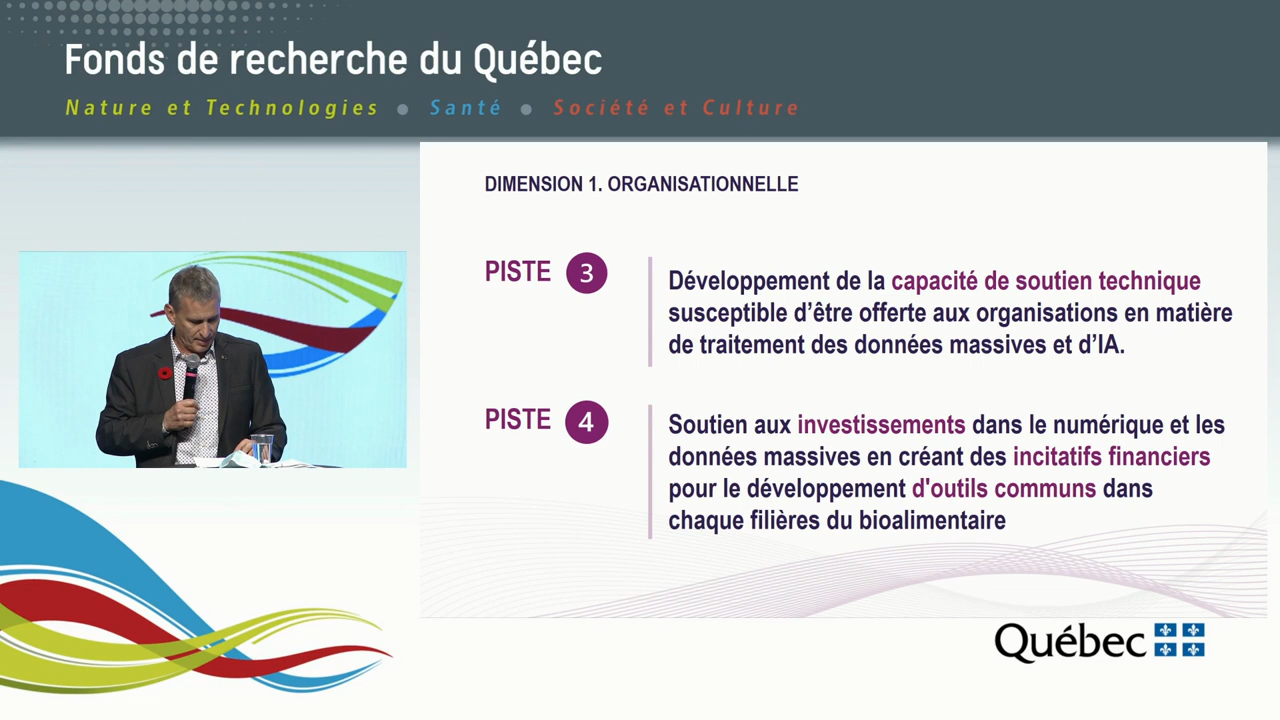 Fonds de recherche du Québec
Nature et Technologies ● Santé ● Société et Culture
DIMENSION 1. ORGANISATIONNELLE
PISTE 3
Développement de la capacité de soutien technique
susceptible d’être offerte aux organisations en matière
de traitement des données massives et d’IA.
PISTE 4
Soutien aux investissements dans le numérique et les
données massives en créant des incitatifs financiers
pour le développement d'outils communs dans
chaque filières du bioalimentaire
Québec